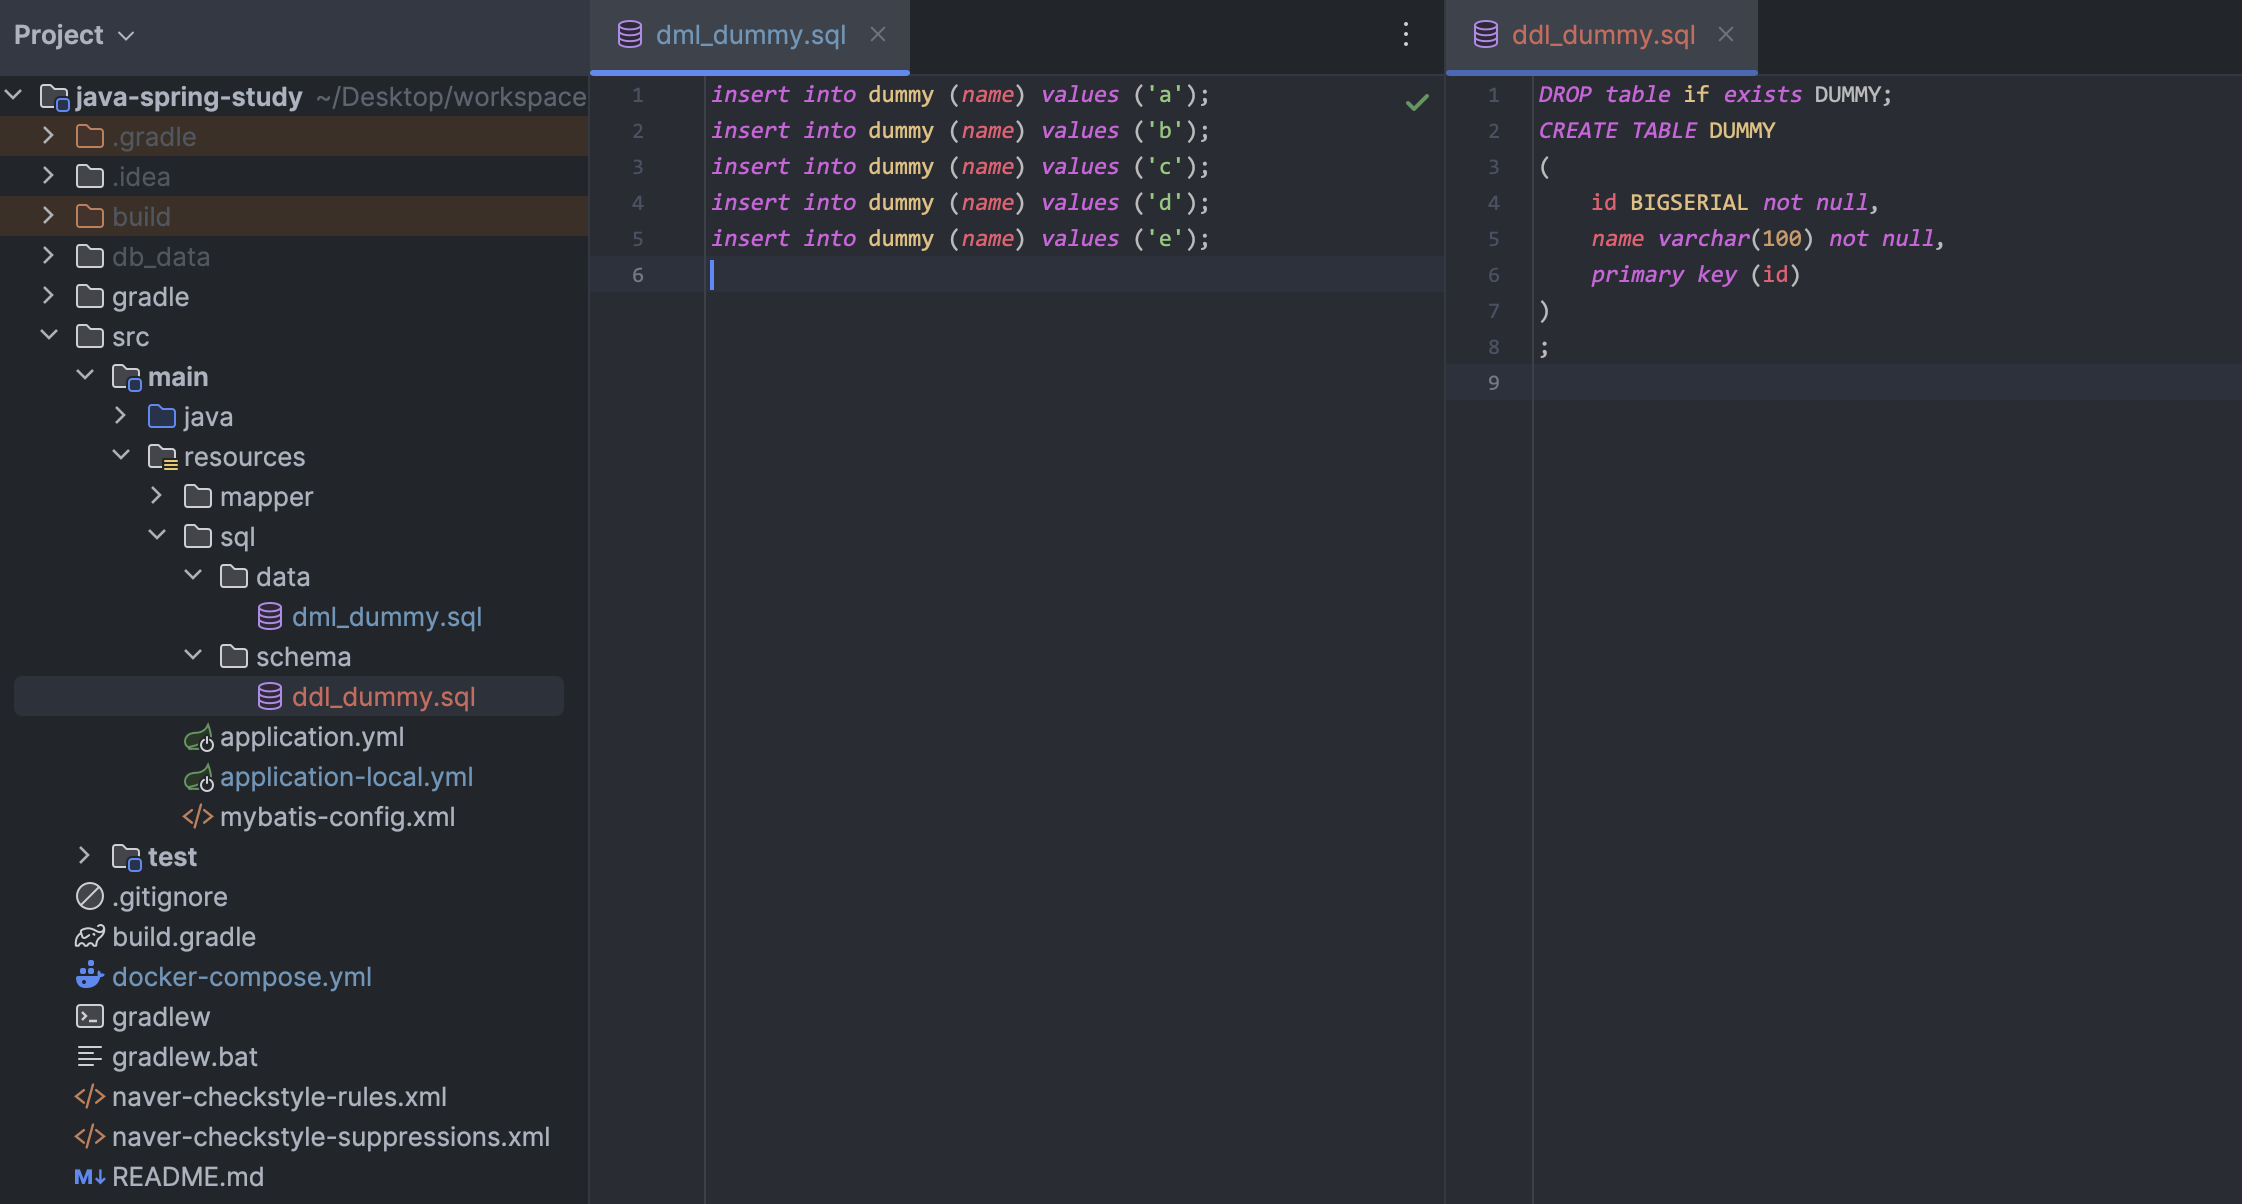 Project
java-spring-study ~/Desktop/workspace
.gradle
.idea
build
db_data
gradle
src
main
java
resources
mapper
sql
data
dml_dummy.sql
schema
ddl_dummy.sql
application.yml
application-local.yml
mybatis-config.xml
test
.gitignore
build.gradle
docker-compose.yml
gradlew
gradlew.bat
naver-checkstyle-rules.xml
naver-checkstyle-suppressions.xml
M↓ README.md
dml_dummy.sql
1 insert into dummy (name) values ('a');
2 insert into dummy (name) values ('b');
3 insert into dummy (name) values ('c');
4 insert into dummy (name) values ('d');
5 insert into dummy (name) values ('e');
6
ddl_dummy.sql
1 DROP table if exists DUMMY;
2 CREATE TABLE DUMMY
3 (
4 id BIGSERIAL not null,
5 name varchar(100) not null,
6 primary key (id)
7 )
8 ;
9